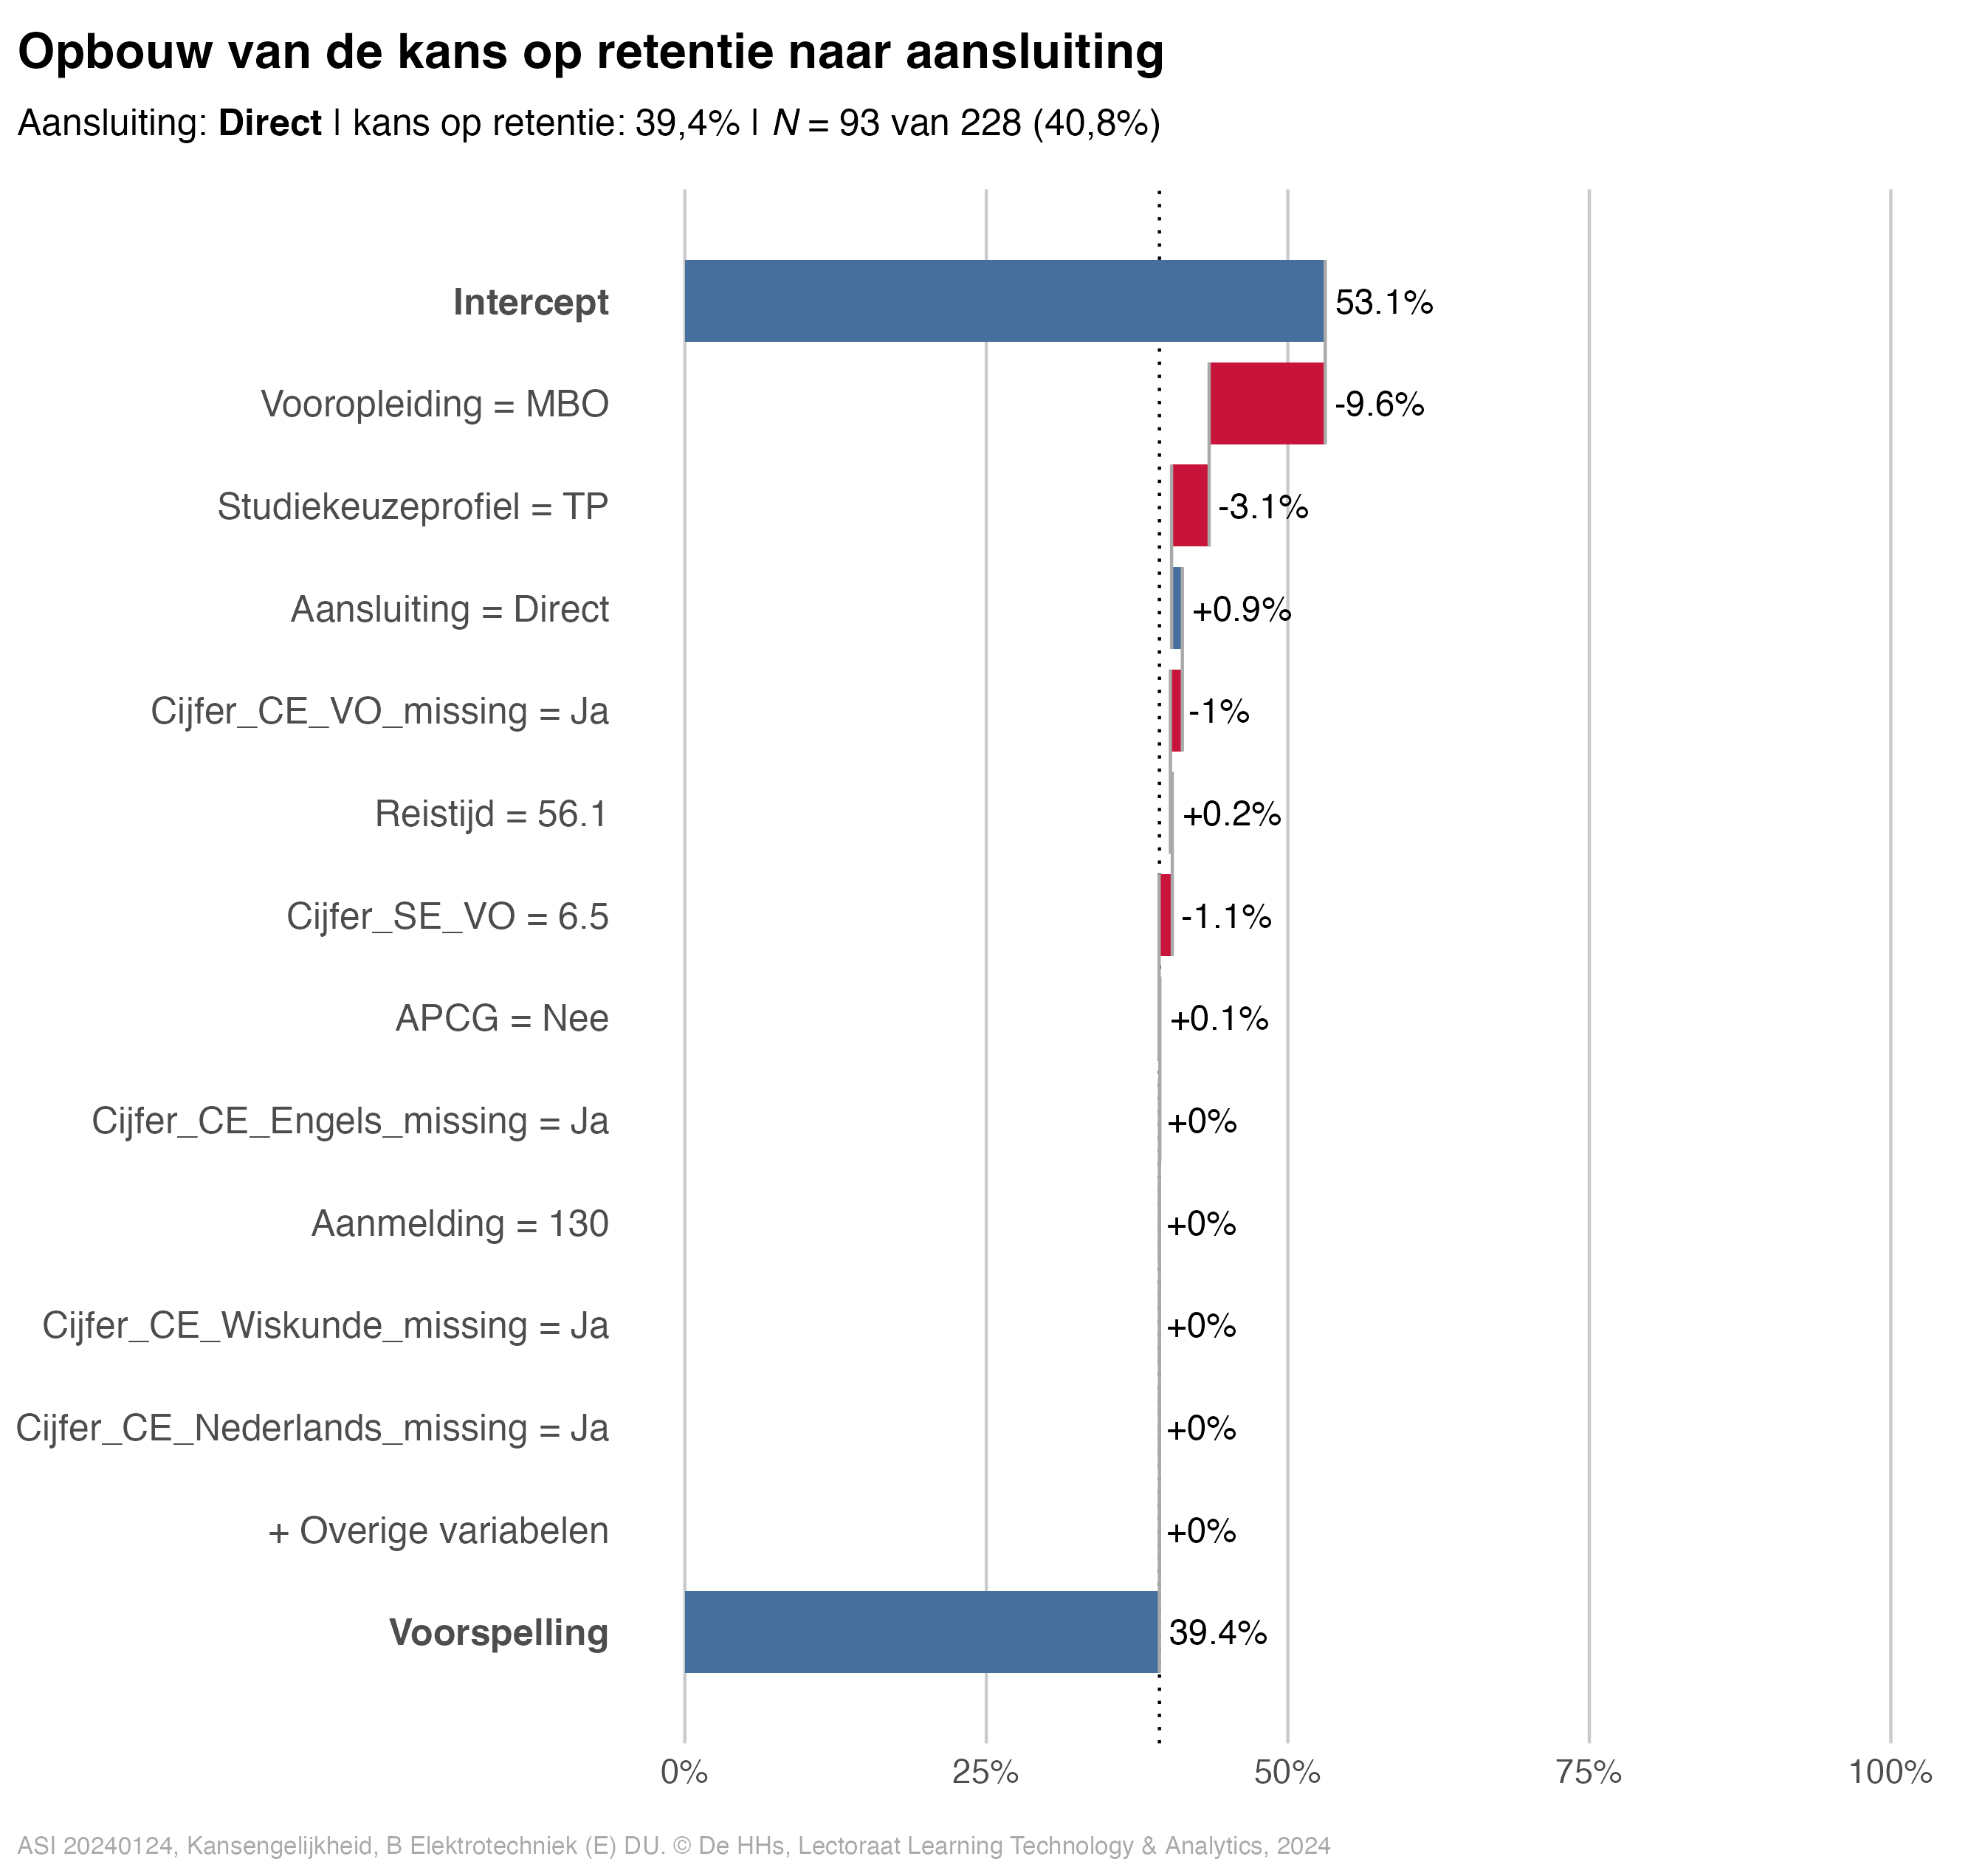 Opbouw van de kans op retentie naar aansluiting
Aansluiting: Direct | kans op retentie: 39,4% | N = 93 van 228 (40,8%)
Intercept 53.1%
Vooropleiding = MBO -9.6%
Studiekeuzeprofiel = TP -3.1%
Aansluiting = Direct +0.9%
Cijfer_CE_VO_missing = Ja -1%
Reistijd = 56.1 +0.2%
Cijfer_SE_VO = 6.5 -1.1%
APCG = Nee +0.1%
Cijfer_CE_Engels_missing = Ja +0%
Aanmelding = 130 +0%
Cijfer_CE_Wiskunde_missing = Ja +0%
Cijfer_CE_Nederlands_missing = Ja +0%
+ Overige variabelen +0%
Voorspelling 39.4%
0% 25% 50% 75% 100%
ASI 20240124, Kansengelijkheid, B Elektrotechniek (E) DU. © De HHs, Lectoraat Learning Technology & Analytics, 2024